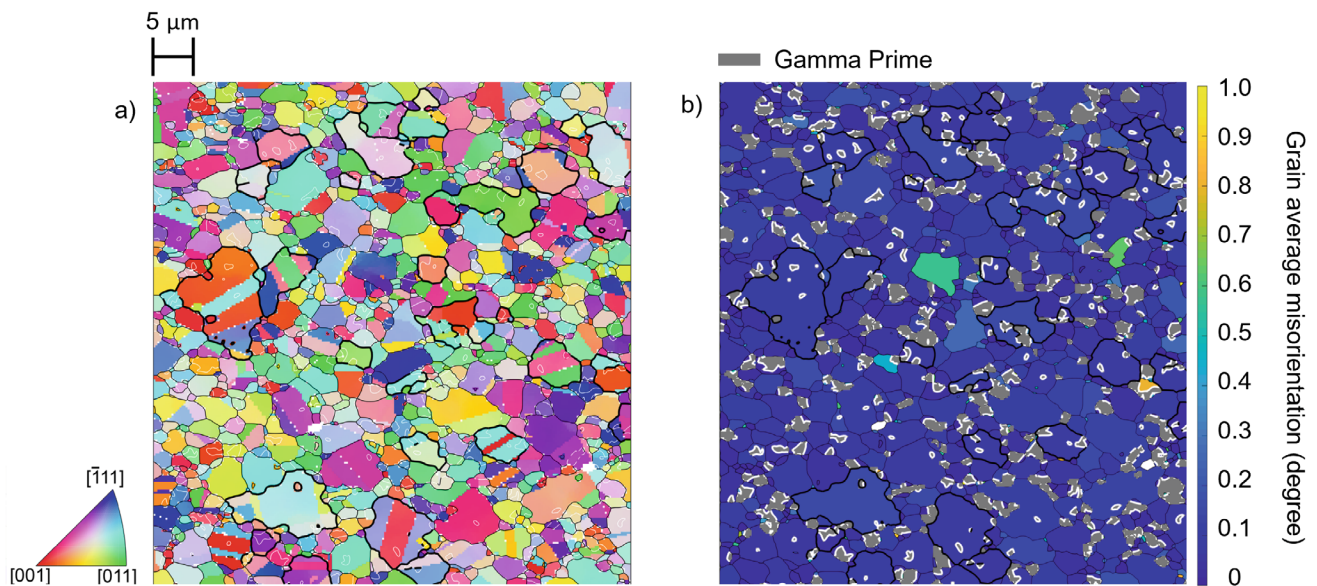 5 μm
a)
[1̄11]
[001]
[011]
Gamma Prime
b)
1.0
0.9
0.8
0.7
0.6
0.5
0.4
0.3
0.2
0.1
0
Grain average misorientation (degree)